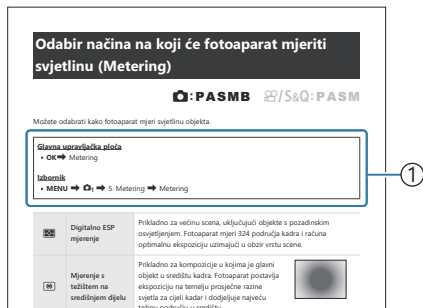 Odabir načina na koji će fotoaparat mjeriti
svjetlinu (Metering)
:PASMB /S&Q:PASM
Možete odabrati kako fotoaparat mjeri svjetlinu objekta.
Glavna upravljačka ploča
• OK➡ Metering
Izbornik
• MENU ➡ 1 ➡ 5. Metering ➡ Metering
1
Digitalno ESP
mjerenje
Prikladno za većinu scena, uključujući objekte s pozadinskim
osvjetljenjem. Fotoaparat mjeri 324 područja kadra i računa
optimalnu ekspoziciju uzimajući u obzir vrstu scene.
Mjerenje s
težištem na
središnjem dijelu
Prikladno za kompozicije u kojima je glavni
objekt u središtu kadra. Fotoaparat postavlja
ekspoziciju na temelju prosječne razine
svjetla za cijeli kadar i dodjeljuje najveću
težinu području u središtu.